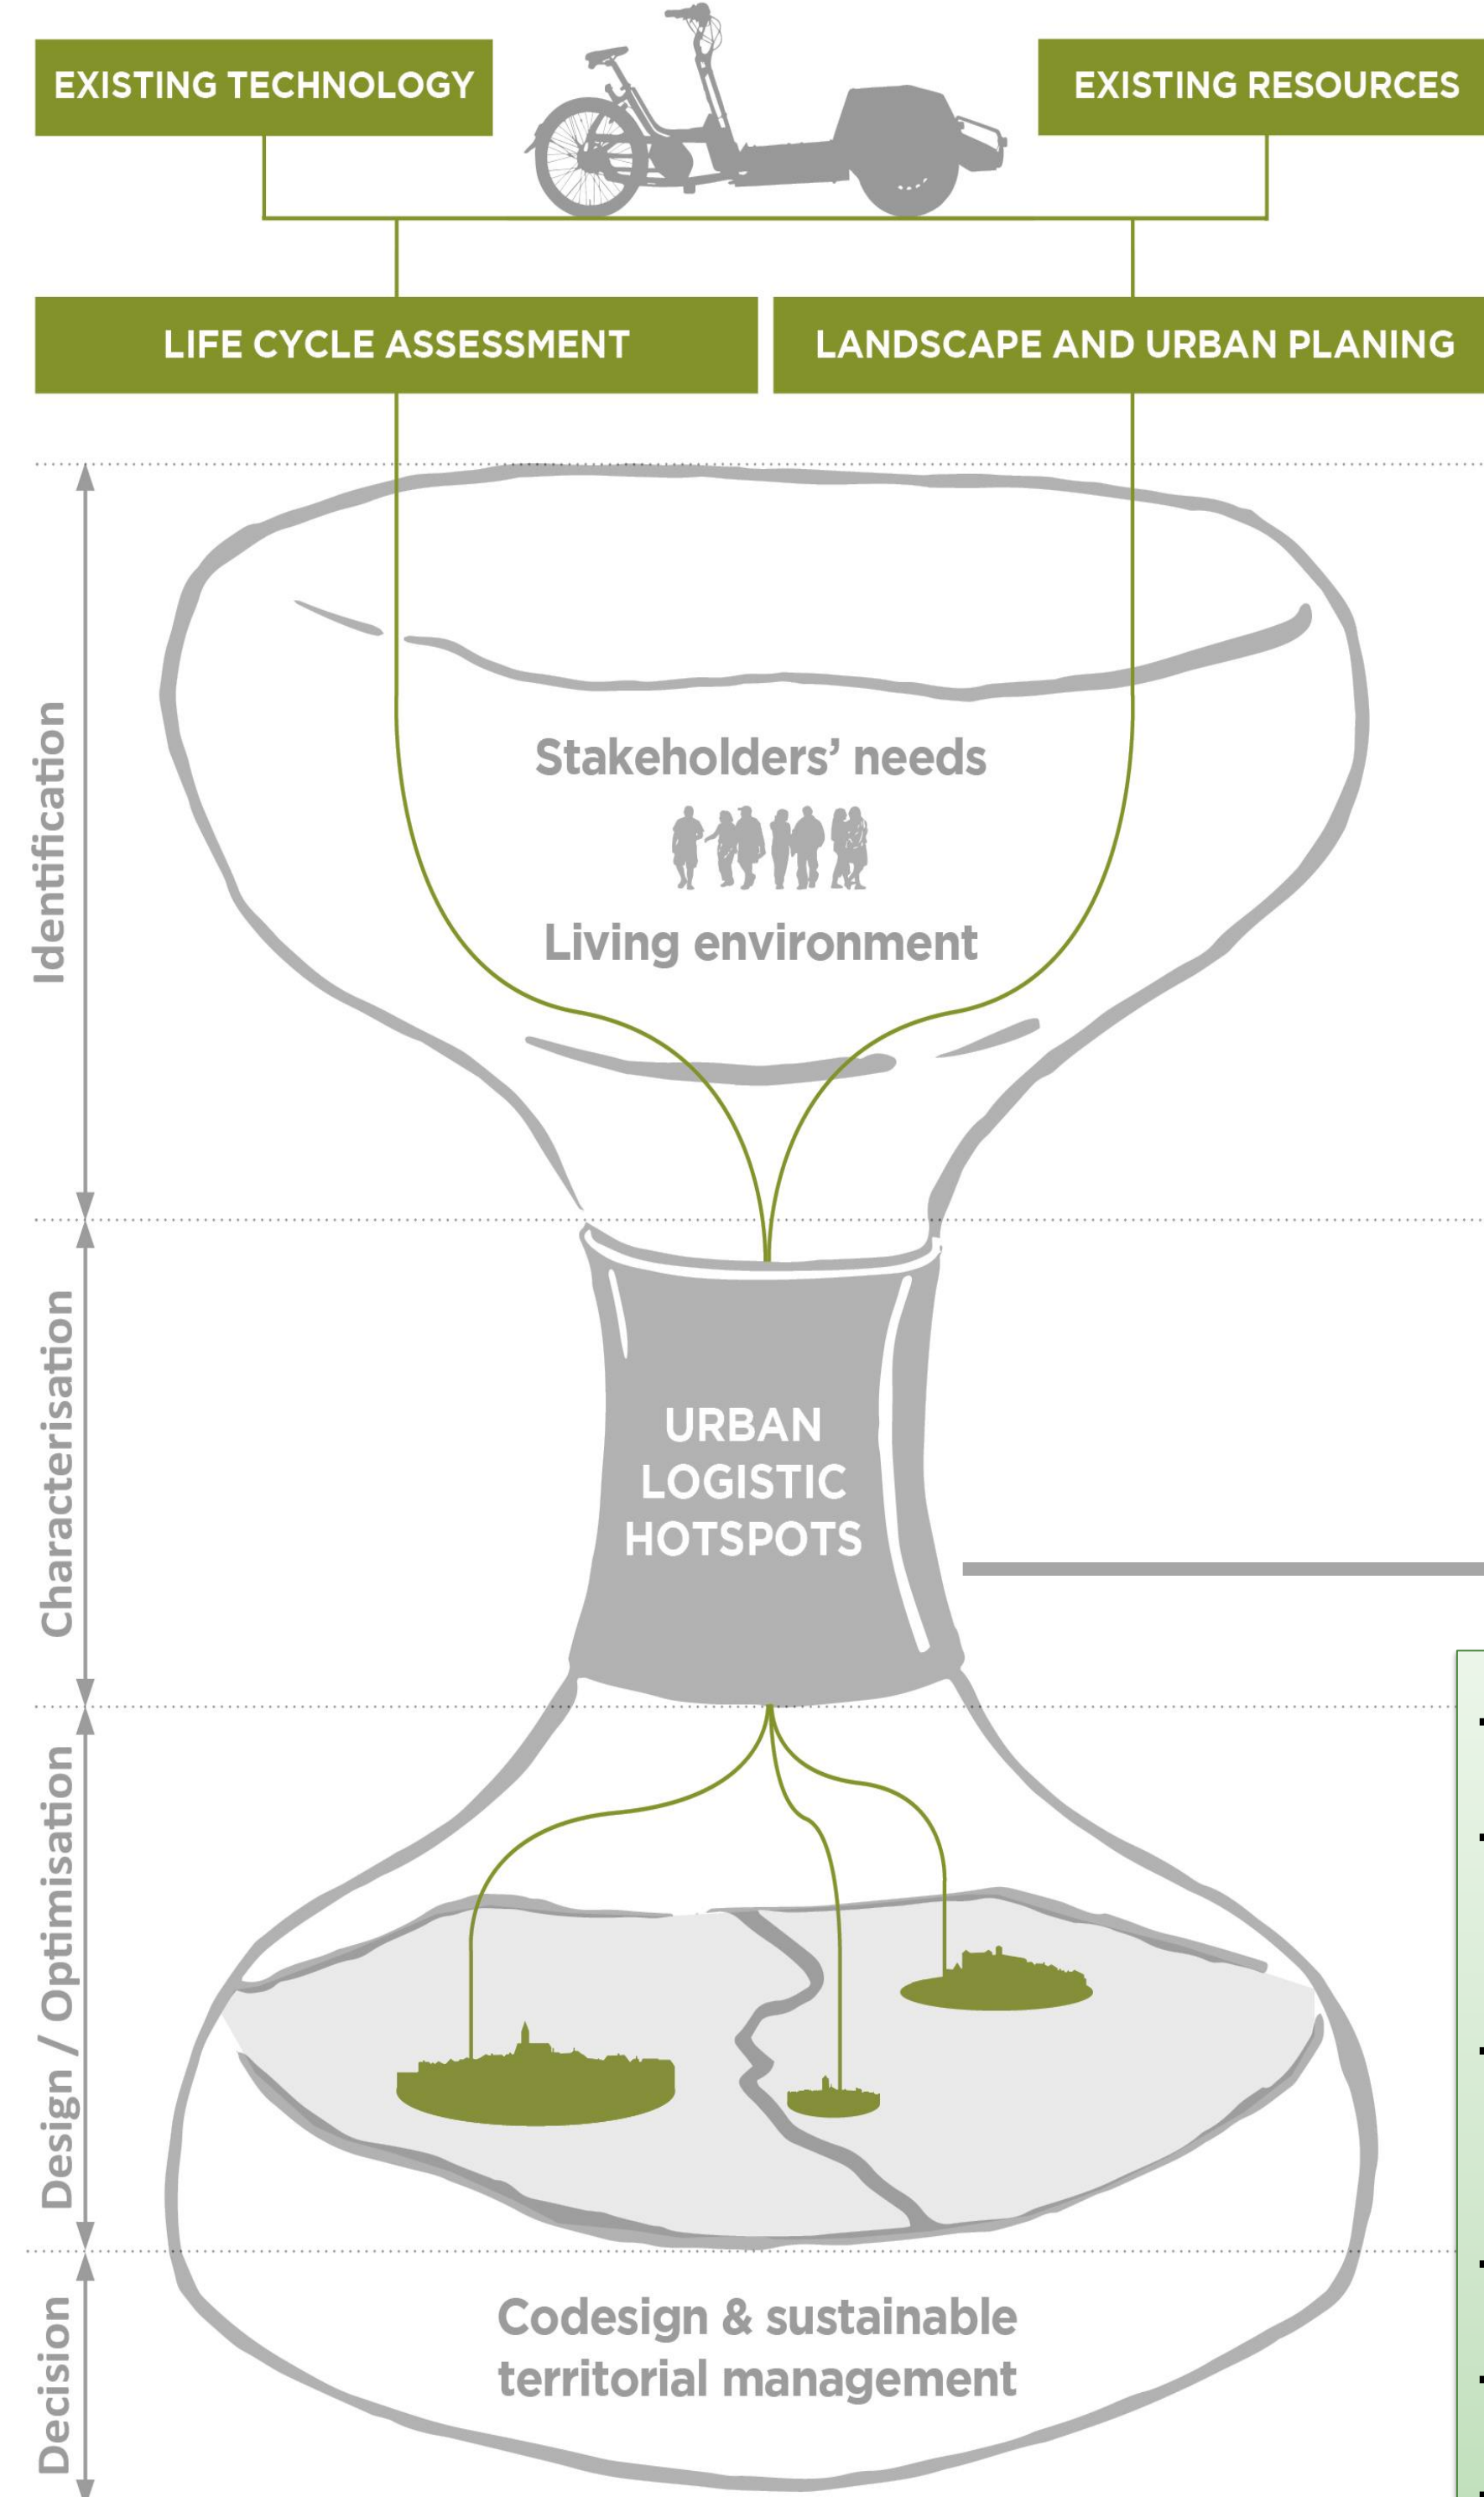 EXISTING TECHNOLOGY
EXISTING RESOURCES
LIFE CYCLE ASSESSMENT
LANDSCAPE AND URBAN PLANING
Identification
Stakeholders’ needs
Living environment
Characterisation
URBAN
LOGISTIC
HOTSPOTS
Design / Optimisation
Decision
Codesign & sustainable
territorial management